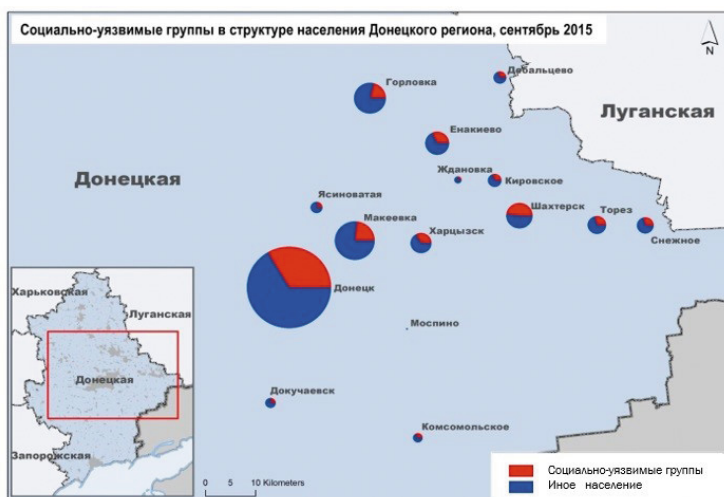 Социально-уязвимые группы в структуре населения Донецкого региона, сентябрь 2015
N
Дебальцево
Горловка
Луганская
Енакиево
Донецкая
Ждановка
Кировское
Ясиноватая
Шахтерск
Торез
Макеевка
Харцызск
Снежное
Донецк
Харьковская
Луганская
Моспино
Донецкая
Докучаевск
Комсомольское
Запорожская
0 5 10 Kilometers
Социально-уязвимые группы
Иное население